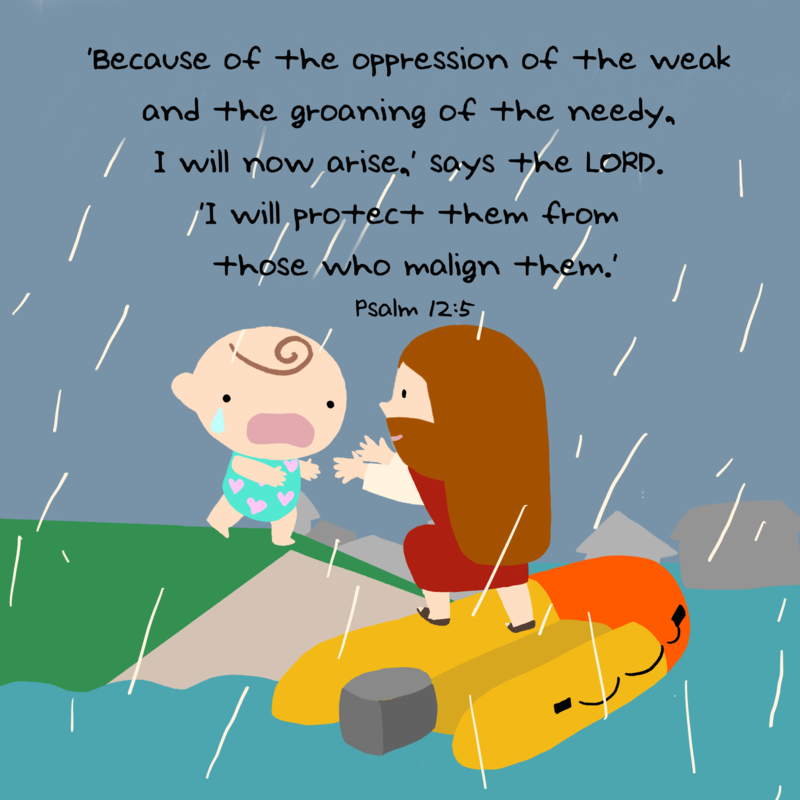 'Because of the oppression of the weak
and the groaning of the needy,
I will now arise,' says the LORD.
'I will protect them from
those who malign them.'
Psalm 12:5